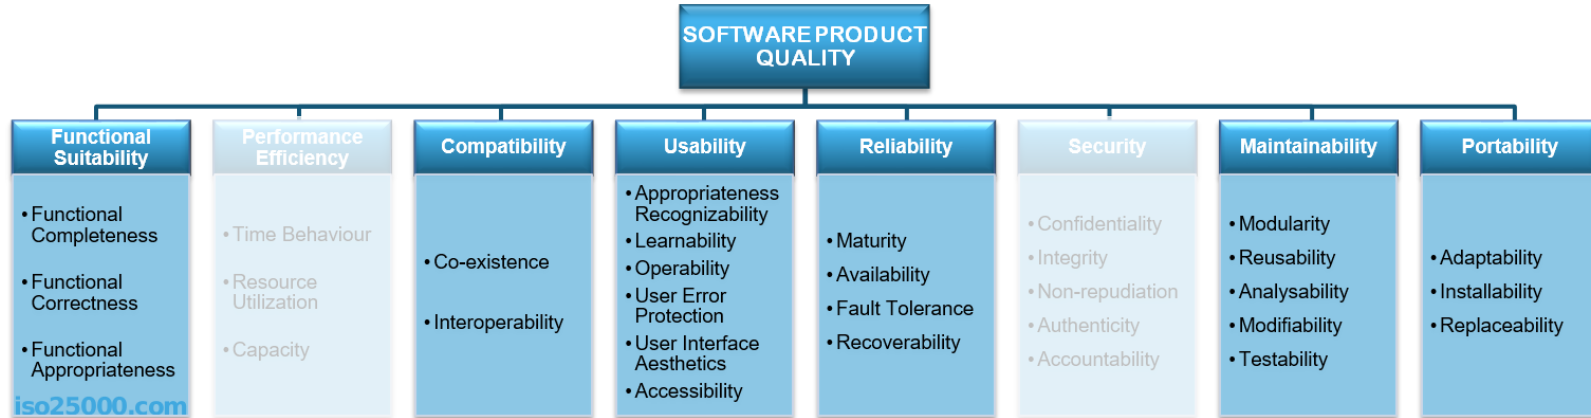 SOFTWARE PRODUCT
QUALITY
Functional
Suitability
• Functional
Completeness
• Functional
Correctness
• Functional
Appropriateness
iso25000.com
Performance
Efficiency
• Time Behaviour
• Resource
Utilization
• Capacity
Compatibility
• Co-existence
• Interoperability
Usability
• Appropriateness
Recognizability
• Learnability
• Operability
• User Error
Protection
• User Interface
Aesthetics
• Accessibility
Reliability
• Maturity
• Availability
• Fault Tolerance
• Recoverability
Security
• Confidentiality
• Integrity
• Non-repudiation
• Authenticity
• Accountability
Maintainability
• Modularity
• Reusability
• Analysability
• Modifiability
• Testability
Portability
• Adaptability
• Installability
• Replaceability